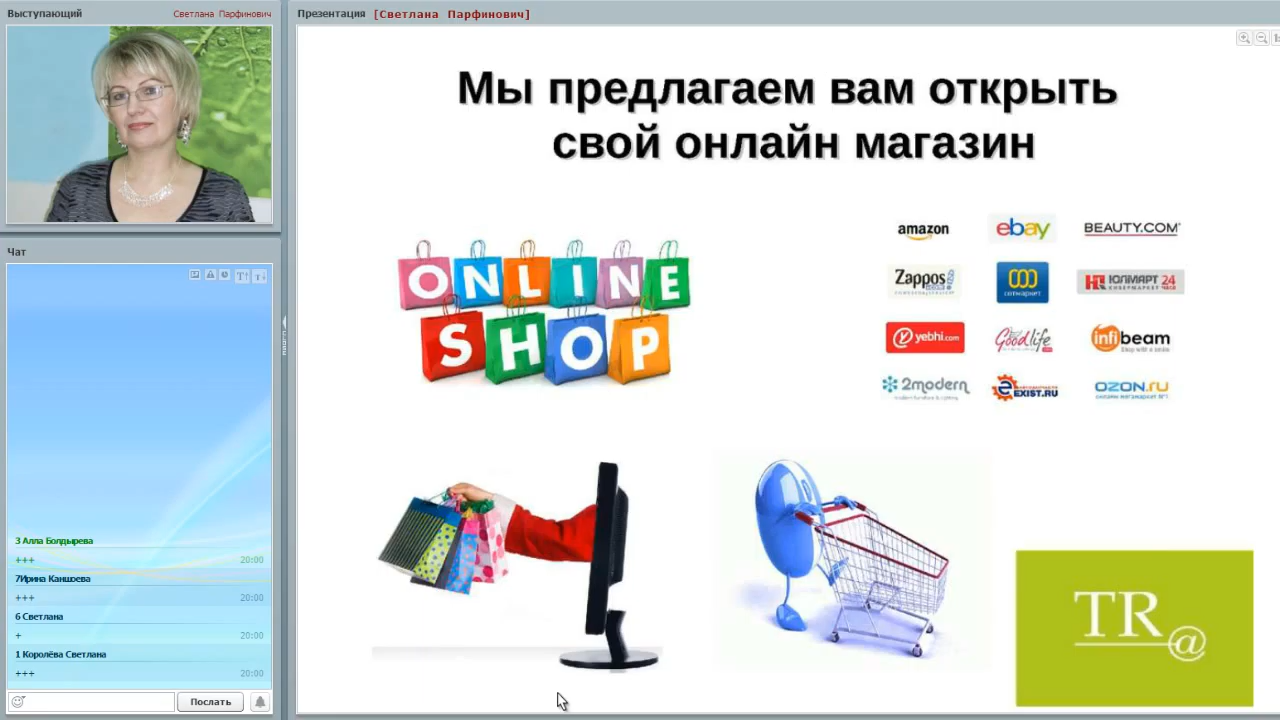 Выступающий
Светлана Парфинович
Презентация [Светлана Парфинович]
Мы предлагаем вам открыть
свой онлайн магазин
ONLINE
SHOP
amazon
ebay
BEAUTY.COM
Zappos
СОТМАРКЕТ
ЮЛМАРТ 24
yebhi.com
Goodlife
infibeam
2modern
EXIST.RU
OZON.ru
TR@
Чат
3 Алла Болдырева
+++ 20:00
+++ 20:00
6 Светлана
+ 20:00
1 Королёва Светлана
+++ 20:00
Послать